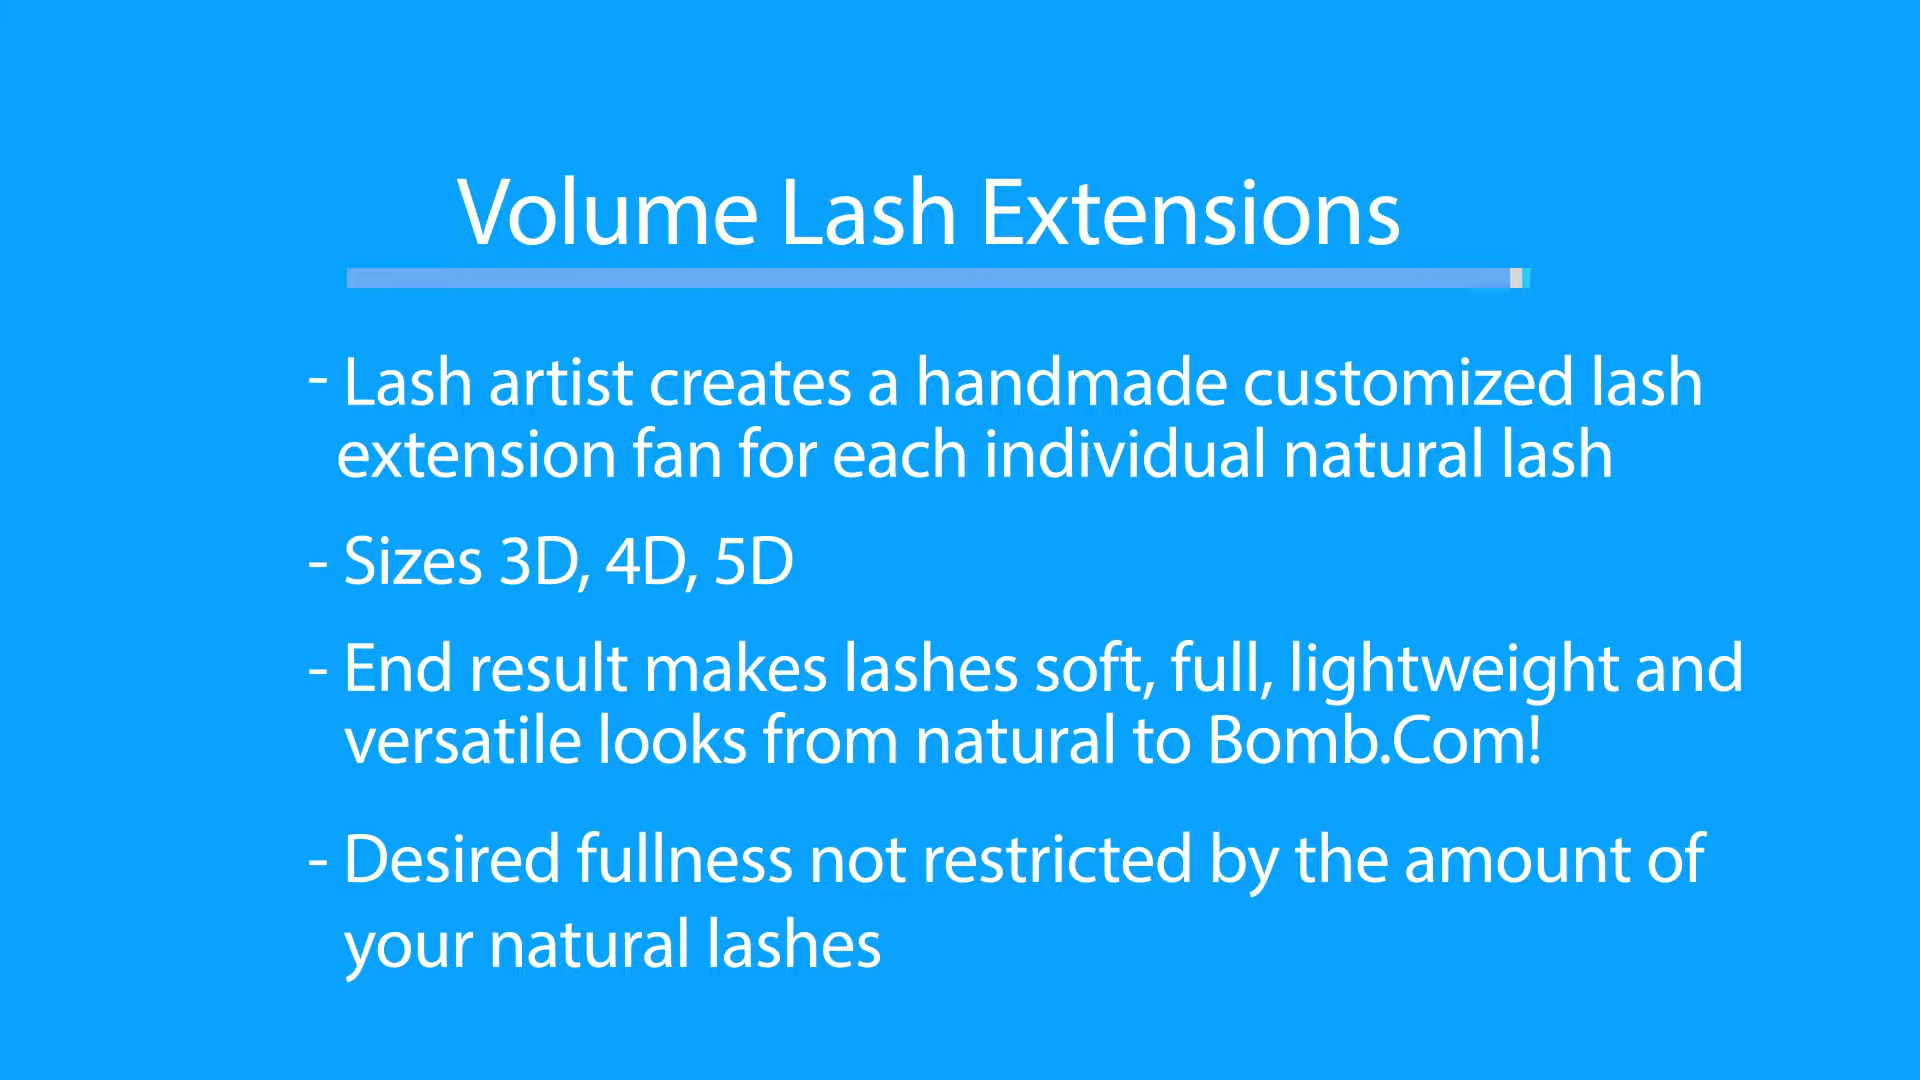 Volume Lash Extensions
- Lash artist creates a handmade customized lash
extension fan for each individual natural lash
- Sizes 3D, 4D, 5D
- End result makes lashes soft, full, lightweight and
versatile looks from natural to Bomb.Com!
- Desired fullness not restricted by the amount of
your natural lashes